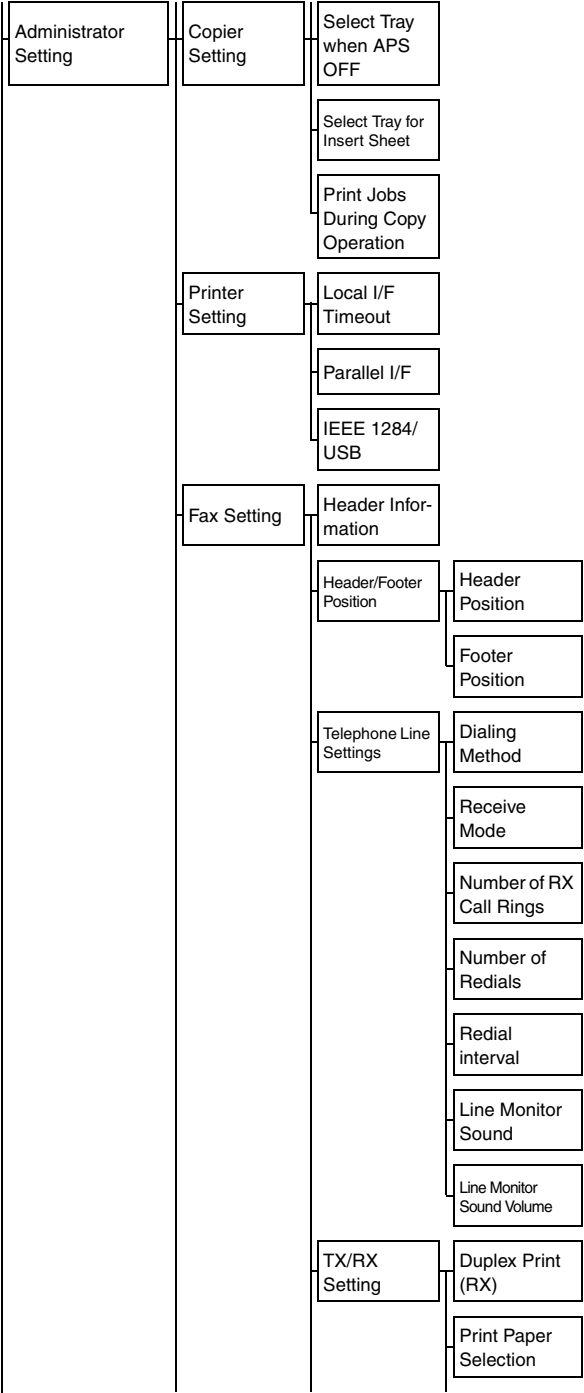 Administrator
Setting
Copier
Setting
Select Tray
when APS
OFF
Select Tray for
Insert Sheet
Print Jobs
During Copy
Operation
Printer
Setting
Local I/F
Timeout
Parallel I/F
IEEE 1284/
USB
Fax Setting
Header Infor-
mation
Header/Footer
Position
Header
Position
Footer
Position
Telephone Line
Settings
Dialing
Method
Receive
Mode
Number of RX
Call Rings
Number of
Redials
Redial
interval
Line Monitor
Sound
Line Monitor
Sound Volume
TX/RX
Setting
Duplex Print
(RX)
Print Paper
Selection